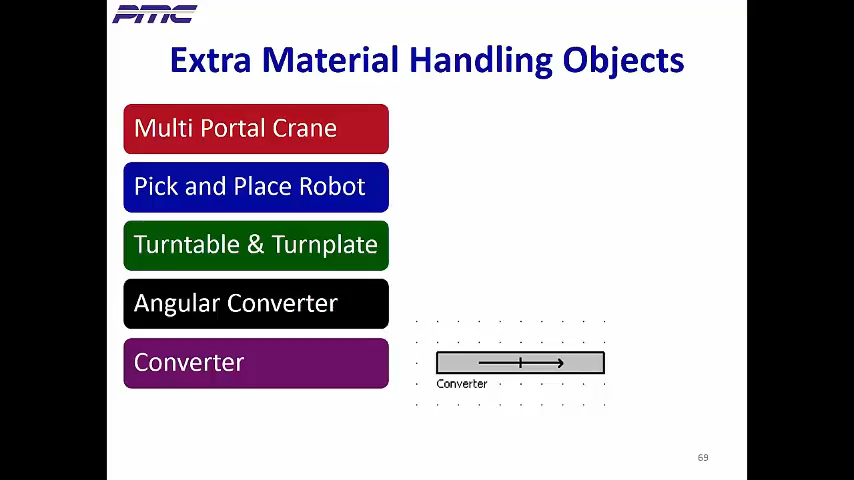 PMC
Extra Material Handling Objects
Multi Portal Crane
Pick and Place Robot
Turntable & Turnplate
Angular Converter
Converter
Converter
69